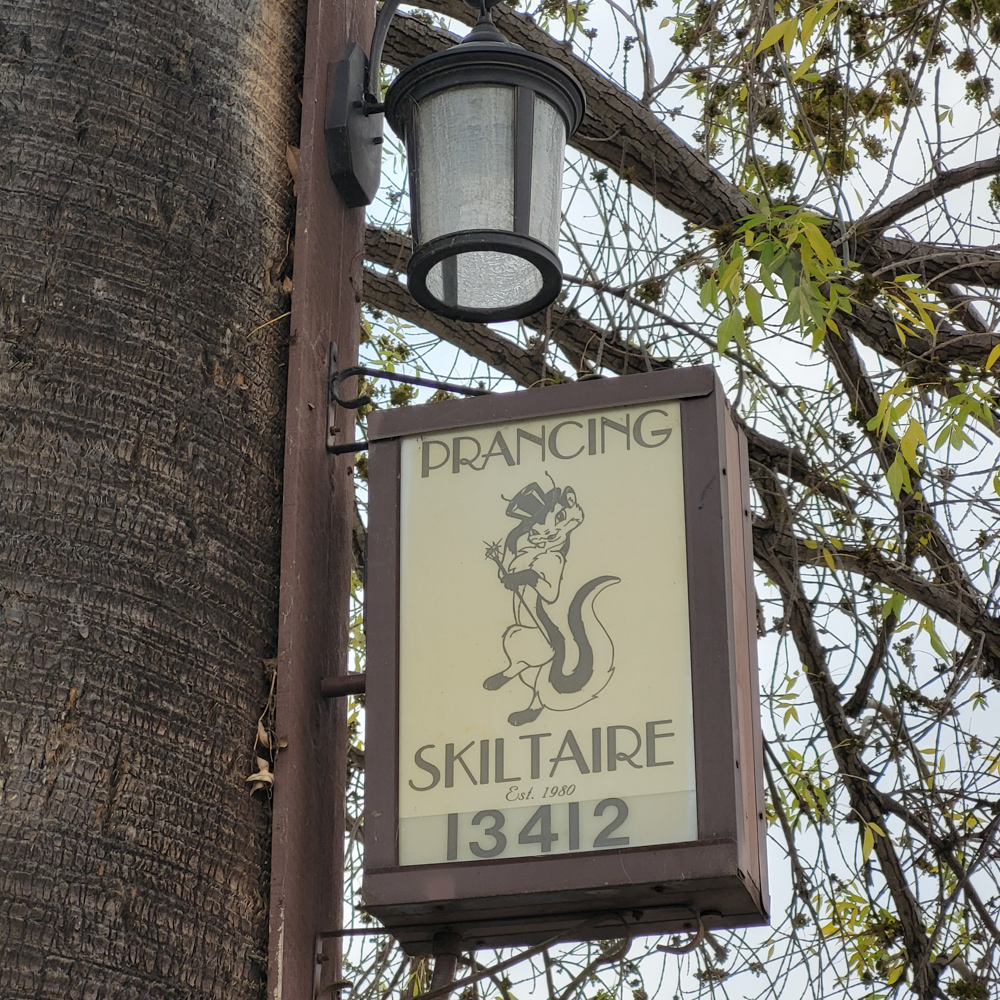 "PRANCING
SKILTAIRE
Est. 1980
13412